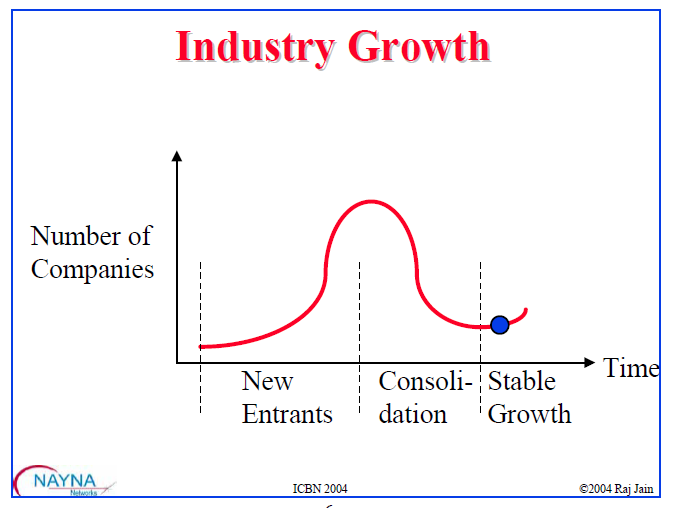 Industry Growth
Number of
Companies
Time
New
Entrants
Consoli-
dation
Stable
Growth
NAYNA
Networks
ICBN 2004
©2004 Raj Jain